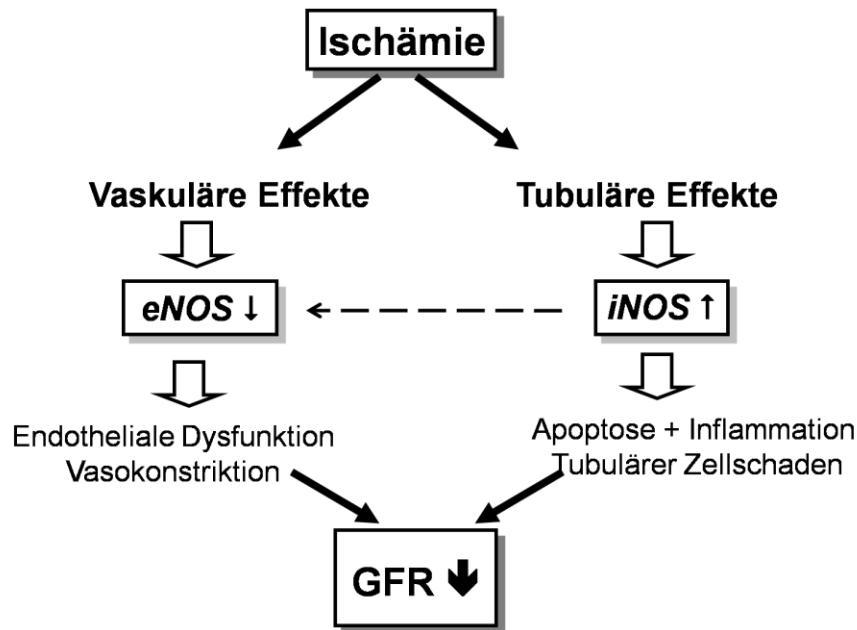 Ischämie
Vaskuläre Effekte
Tubuläre Effekte
eNOS ↓
iNOS ↑
Endotheliale Dysfunktion
Vasokonstriktion
Apoptose + Inflammation
Tubulärer Zellschaden
GFR ↓